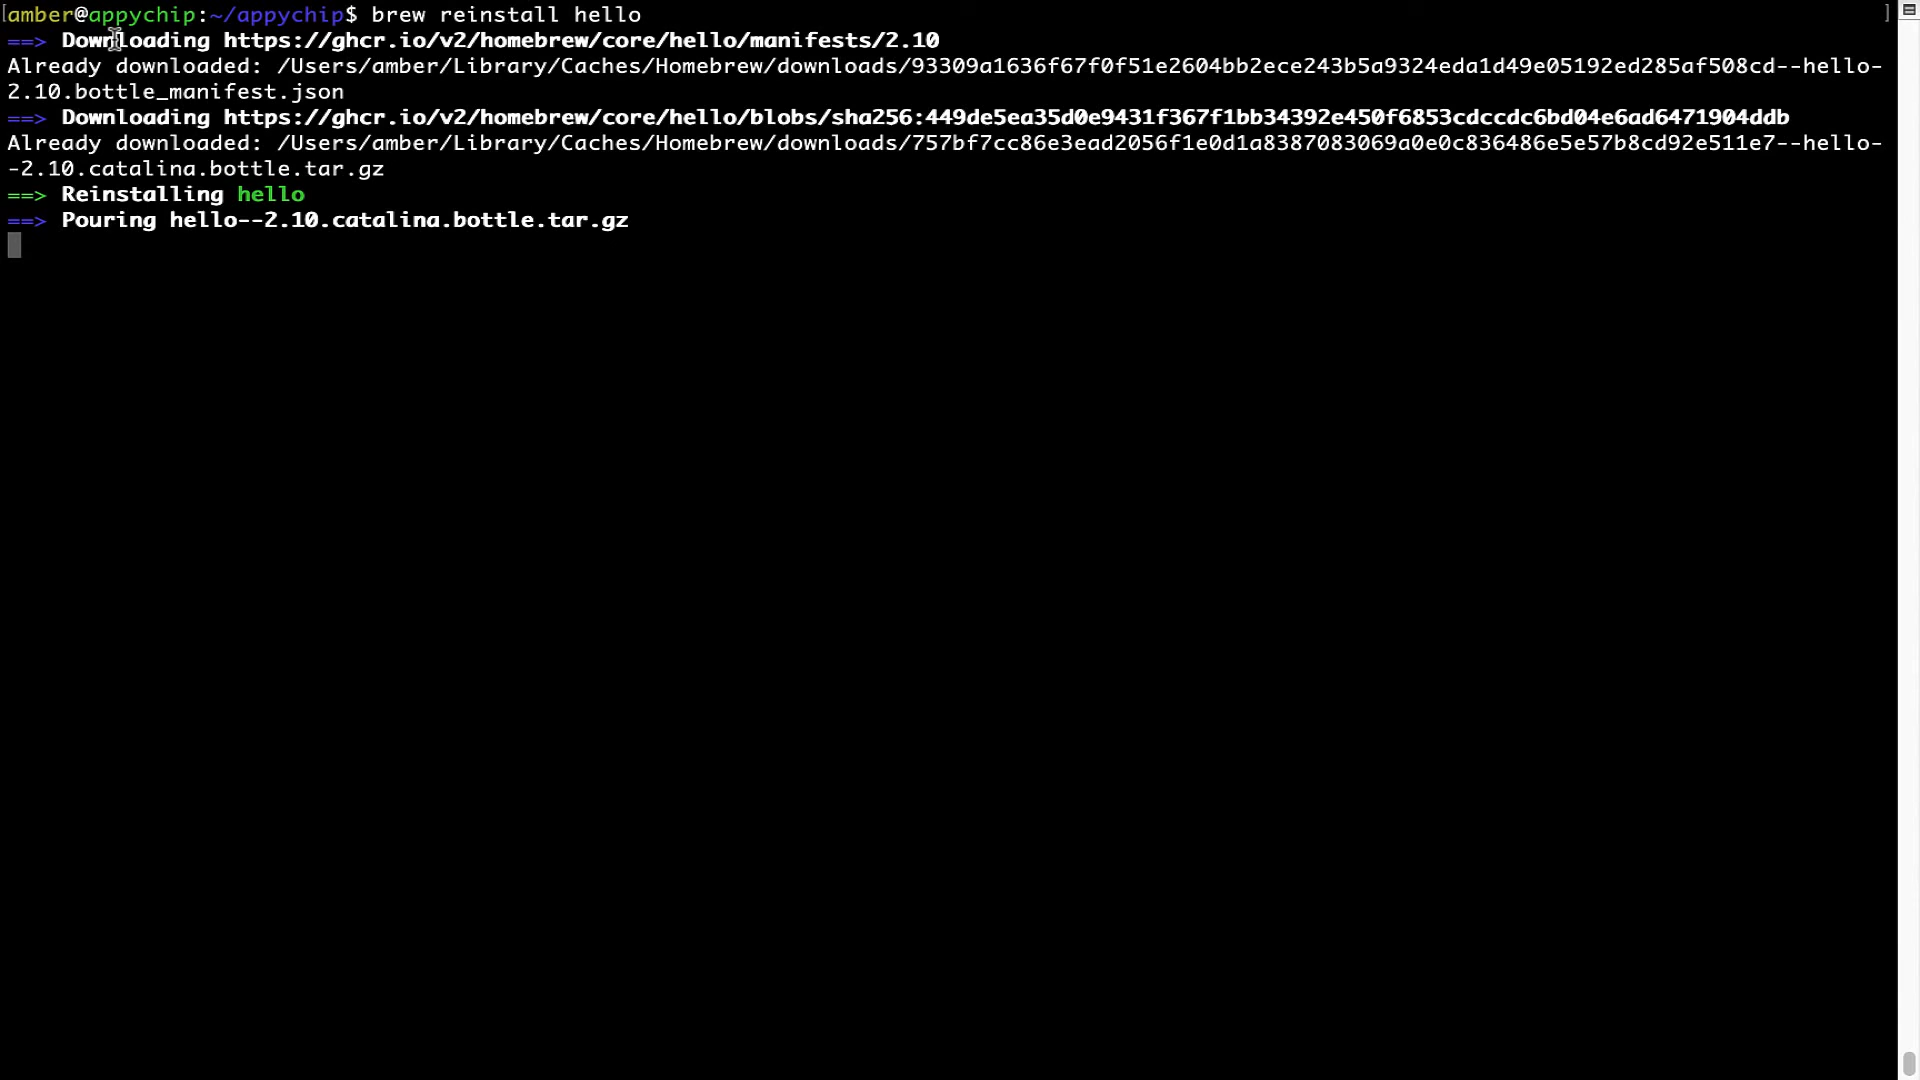 [amber@appychip:~/appychip$ brew reinstall hello ]
==> Downloading https://ghcr.io/v2/homebrew/core/hello/manifests/2.10
Already downloaded: /Users/amber/Library/Caches/Homebrew/downloads/93309a1636f67f0f51e2604bb2ece243b5a9324eda1d49e05192ed285af508cd--hello-
2.10.bottle_manifest.json
==> Downloading https://ghcr.io/v2/homebrew/core/hello/blobs/sha256:449de5ea35d0e9431f367f1bb34392e450f6853cdccdc6bd04e6ad6471904ddb
Already downloaded: /Users/amber/Library/Caches/Homebrew/downloads/757bf7cc86e3ead2056f1e0d1a8387083069a0e0c836486e5e57b8cd92e511e7--hello-
-2.10.catalina.bottle.tar.gz
==> Reinstalling hello
==> Pouring hello--2.10.catalina.bottle.tar.gz